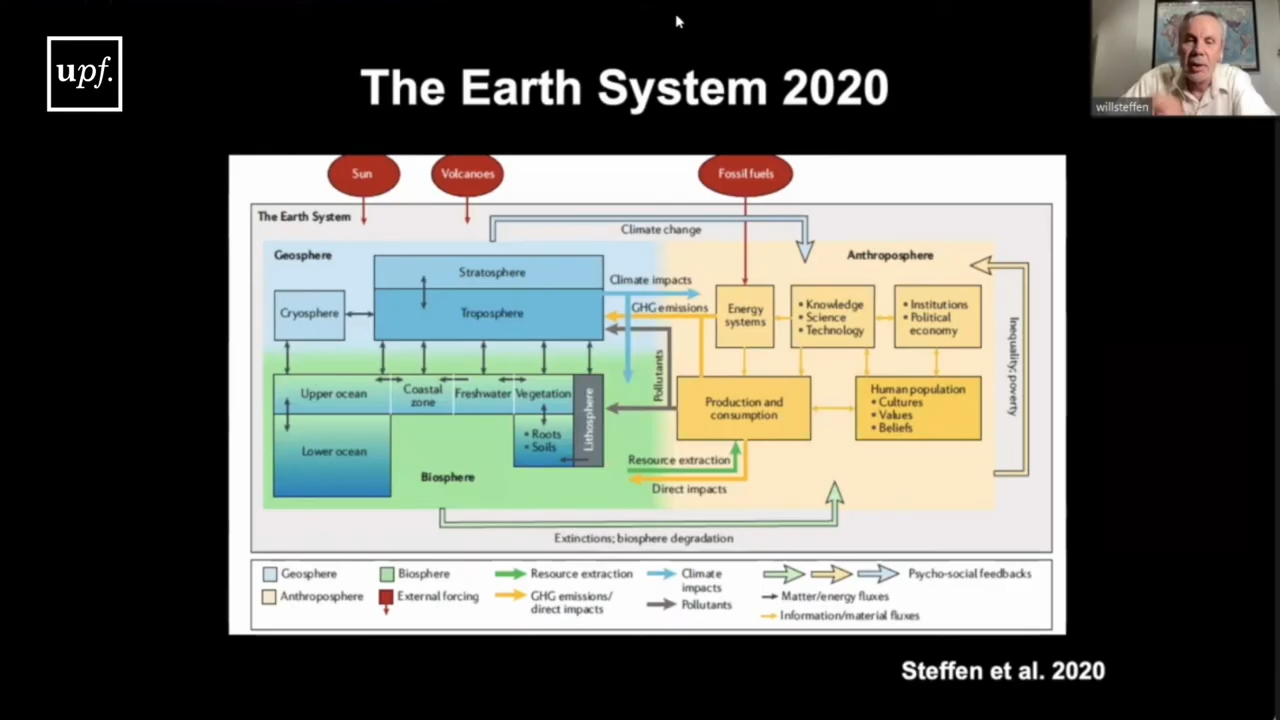 upf.
The Earth System 2020
willsteffen
Sun
Volcanoes
Fossil fuels
The Earth System
Climate change
Geosphere
Anthroposphere
Stratosphere
Climate impacts
Cryosphere
Troposphere
GHG emissions
Energy
systems
• Knowledge
• Science
• Technology
• Institutions
• Political
economy
Inequality; poverty
Pollutants
Upper ocean
Coastal
zone
Freshwater
Vegetation
Lithosphere
Production and
consumption
Human population
• Cultures
• Values
• Beliefs
• Roots
• Soils
Lower ocean
Biosphere
Resource extraction
Direct impacts
Extinctions; biosphere degradation
Geosphere
Biosphere
Resource extraction
Climate
impacts
Psycho-social feedbacks
Anthroposphere
External forcing
GHG emissions/
direct impacts
Pollutants
Matter/energy fluxes
Information/material fluxes
Steffen et al. 2020